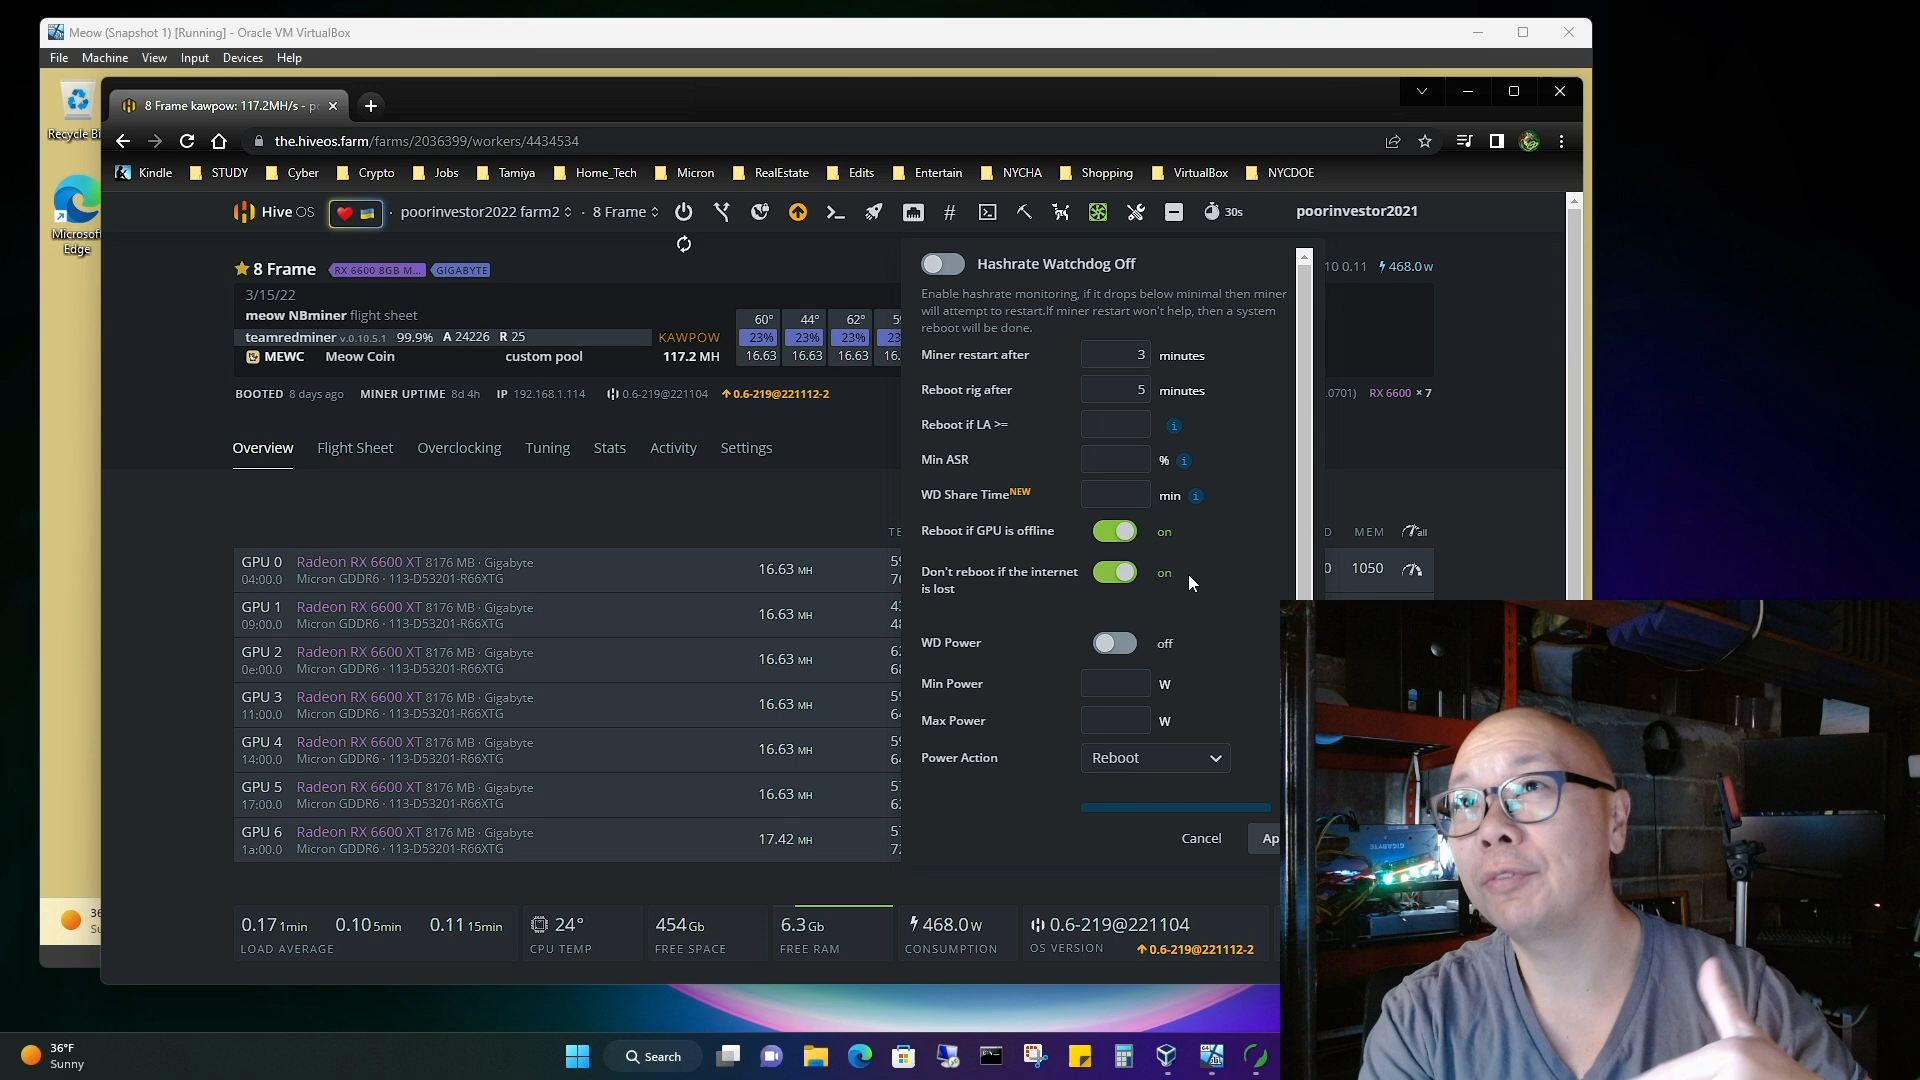 Meow (Snapshot 1) [Running] - Oracle VM VirtualBox
File Machine View Input Devices Help
Recycle Bi
8 Frame kawpow: 117.2MH/s - po
the.hiveos.farm/farms/2036399/workers/4434534
Kindle STUDY Cyber Crypto Jobs Tamiya Home_Tech Micron RealEstate Edits Entertain NYCHA Shopping VirtualBox NYCDOE
Microsof
Edge
Hive OS · poorinvestor2022 farm2 · 8 Frame 30s poorinvestor2021
8 Frame RX 6600 8GB M... GIGABYTE
10 0.11 468.0 w
3/15/22
meow NBminer flight sheet
teamredminer v.0.10.5.1 99.9% A 24226 R 25 KAWPOW
MEWC Meow Coin custom pool 117.2 MH
60° 44° 62° 5
23% 23% 23% 23
16.63 16.63 16.63 16.
BOOTED 8 days ago MINER UPTIME 8d 4h IP 192.168.1.114 0.6-219@221104 0.6-219@221112-2
.0701) RX 6600 × 7
Overview Flight Sheet Overclocking Tuning Stats Activity Settings
Hashrate Watchdog Off
Enable hashrate monitoring, if it drops below minimal then miner
will attempt to restart.If miner restart won't help, then a system
reboot will be done.
Miner restart after 3 minutes
Reboot rig after 5 minutes
Reboot if LA >= i
Min ASR % i
WD Share Time NEW min i
Reboot if GPU is offline on
Don't reboot if the internet
is lost
on
WD Power off
Min Power W
Max Power W
Power Action Reboot
Cancel Ap
TE
D MEM all
0 1050
GPU 0 Radeon RX 6600 XT 8176 MB · Gigabyte
04:00.0 Micron GDDR6 · 113-D53201-R66XTG
16.63 MH
GPU 1 Radeon RX 6600 XT 8176 MB · Gigabyte
09:00.0 Micron GDDR6 · 113-D53201-R66XTG
16.63 MH
GPU 2 Radeon RX 6600 XT 8176 MB · Gigabyte
0e:00.0 Micron GDDR6 · 113-D53201-R66XTG
16.63 MH
GPU 3 Radeon RX 6600 XT 8176 MB · Gigabyte
11:00.0 Micron GDDR6 · 113-D53201-R66XTG
16.63 MH
GPU 4 Radeon RX 6600 XT 8176 MB · Gigabyte
14:00.0 Micron GDDR6 · 113-D53201-R66XTG
16.63 MH
GPU 5 Radeon RX 6600 XT 8176 MB · Gigabyte
17:00.0 Micron GDDR6 · 113-D53201-R66XTG
16.63 MH
GPU 6 Radeon RX 6600 XT 8176 MB · Gigabyte
1a:00.0 Micron GDDR6 · 113-D53201-R66XTG
17.42 MH
0.17 1min 0.10 5min 0.11 15min
LOAD AVERAGE
24°
CPU TEMP
454 Gb
FREE SPACE
6.3 Gb
FREE RAM
468.0 w
CONSUMPTION
0.6-219@221104
OS VERSION 0.6-219@221112-2
GIGABYTE
36°F
Sunny
Search